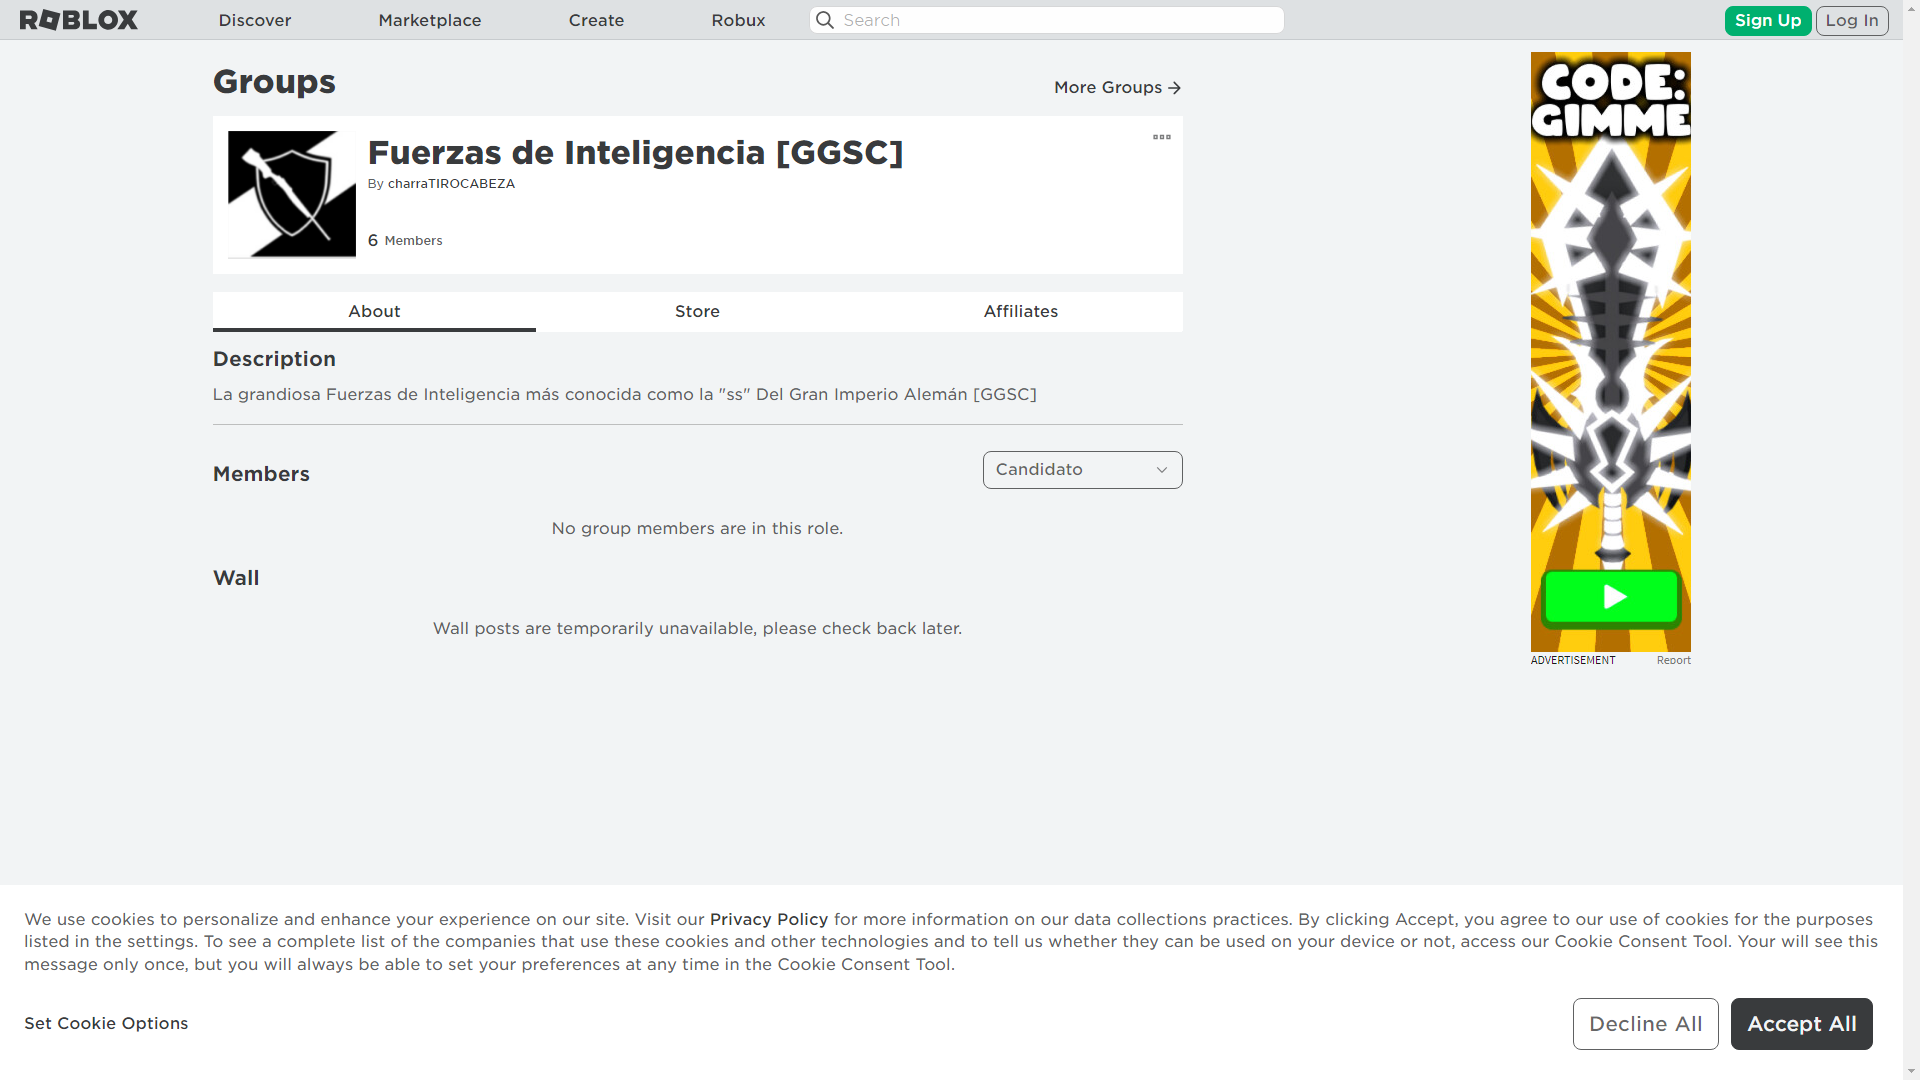 ROBLOX
Discover
Marketplace
Create
Robux
Search
Sign Up
Log In
Groups
More Groups
Fuerzas de Inteligencia [GGSC]
By charraTIROCABEZA
6 Members
About
Store
Affiliates
Description
La grandiosa Fuerzas de Inteligencia más conocida como la "ss" Del Gran Imperio Alemán [GGSC]
Members
Candidato
No group members are in this role.
Wall
Wall posts are temporarily unavailable, please check back later.
CODE:
GIMME
ADVERTISEMENT
Report
We use cookies to personalize and enhance your experience on our site. Visit our Privacy Policy for more information on our data collections practices. By clicking Accept, you agree to our use of cookies for the purposes
listed in the settings. To see a complete list of the companies that use these cookies and other technologies and to tell us whether they can be used on your device or not, access our Cookie Consent Tool. Your will see this
message only once, but you will always be able to set your preferences at any time in the Cookie Consent Tool.
Set Cookie Options
Decline All
Accept All